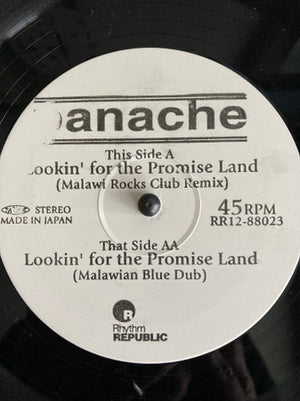 anache
This Side A
Lookin' for the Promise Land
(Malawi Rocks Club Remix)
STEREO
MADE IN JAPAN
45RPM
RR12-88023
That Side AA
Lookin' for the Promise Land
(Malawian Blue Dub)
R
Rhythm
REPUBLIC